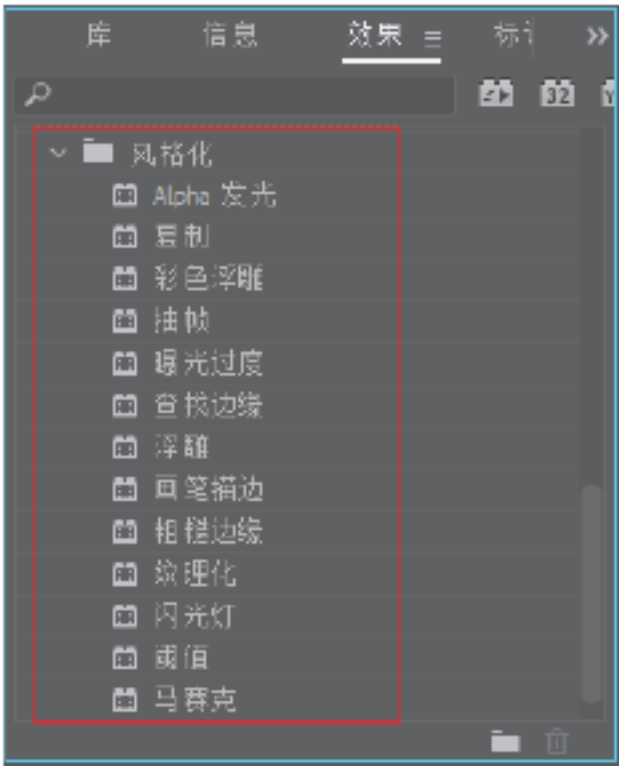 库 信息 效果 标
32
风格化
Alpha 发光
复制
彩色浮雕
抽帧
曝光过度
查找边缘
浮雕
画笔描边
粗糙边缘
纹理化
闪光灯
阈值
马赛克